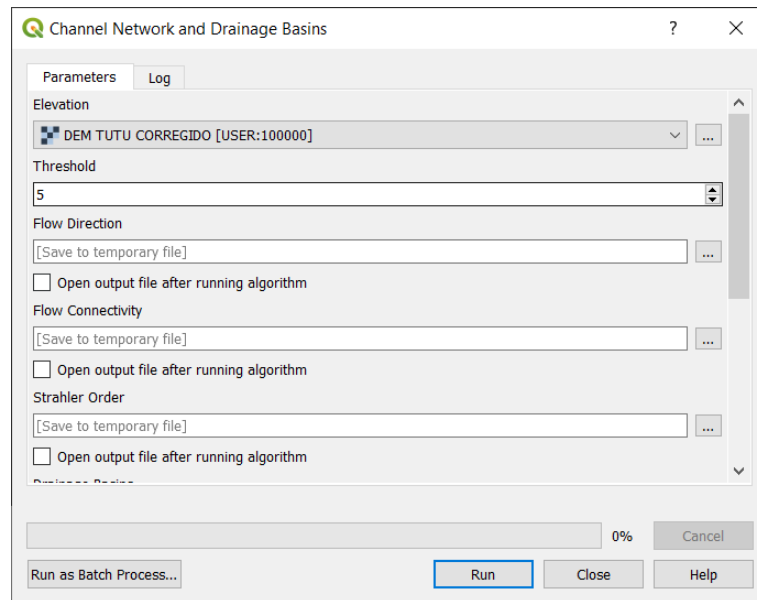 Channel Network and Drainage Basins
?
Parameters
Log
Elevation
DEM TUTU CORREGIDO [USER:100000]
...
Threshold
5
Flow Direction
[Save to temporary file]
...
Open output file after running algorithm
Flow Connectivity
[Save to temporary file]
...
Open output file after running algorithm
Strahler Order
[Save to temporary file]
...
Open output file after running algorithm
Drainage Basins
0%
Cancel
Run as Batch Process...
Run
Close
Help